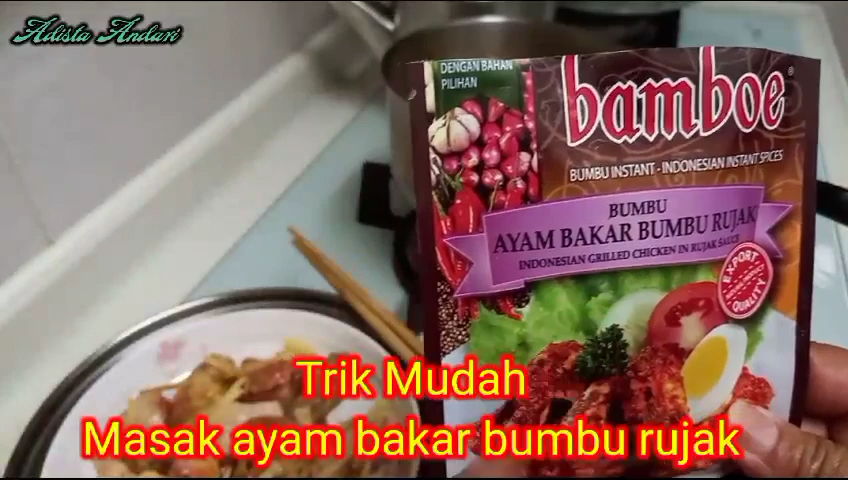 Adista Andari
DENGAN BAHAN
PILIHAN
bamboe
BUMBU INSTANT - INDONESIAN INSTANT SPICES
BUMBU
AYAM BAKAR BUMBU RUJAK
INDONESIAN GRILLED CHICKEN IN RUJAK SAUCE
EXPORT
QUALITY
Trik Mudah
Masak ayam bakar bumbu rujak